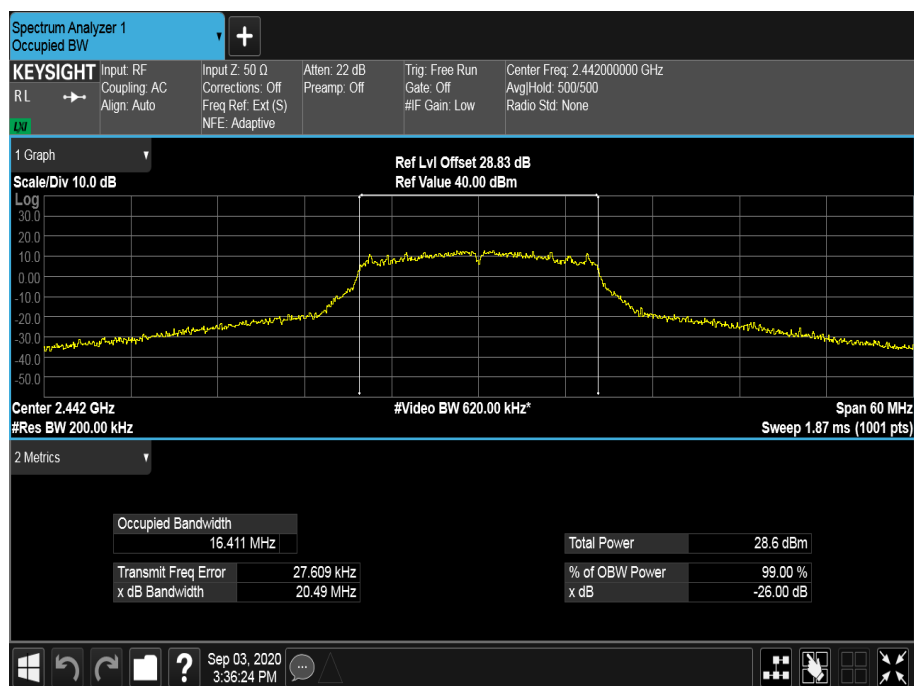 Spectrum Analyzer 1
Occupied BW
+
KEYSIGHT
R L
LXI
Input: RF
Coupling: AC
Align: Auto
Input Z: 50 Ω
Corrections: Off
Freq Ref: Ext (S)
NFE: Adaptive
Atten: 22 dB
Preamp: Off
Trig: Free Run
Gate: Off
#IF Gain: Low
Center Freq: 2.442000000 GHz
Avg|Hold: 500/500
Radio Std: None
1 Graph
Scale/Div 10.0 dB
Ref Lvl Offset 28.83 dB
Ref Value 40.00 dBm
Log
30.0
20.0
10.0
0.00
-10.0
-20.0
-30.0
-40.0
-50.0
Center 2.442 GHz
#Res BW 200.00 kHz
#Video BW 620.00 kHz*
Span 60 MHz
Sweep 1.87 ms (1001 pts)
2 Metrics
Occupied Bandwidth
16.411 MHz
Transmit Freq Error 27.609 kHz
x dB Bandwidth 20.49 MHz
Total Power 28.6 dBm
% of OBW Power 99.00 %
x dB -26.00 dB
?
Sep 03, 2020
3:36:24 PM
...